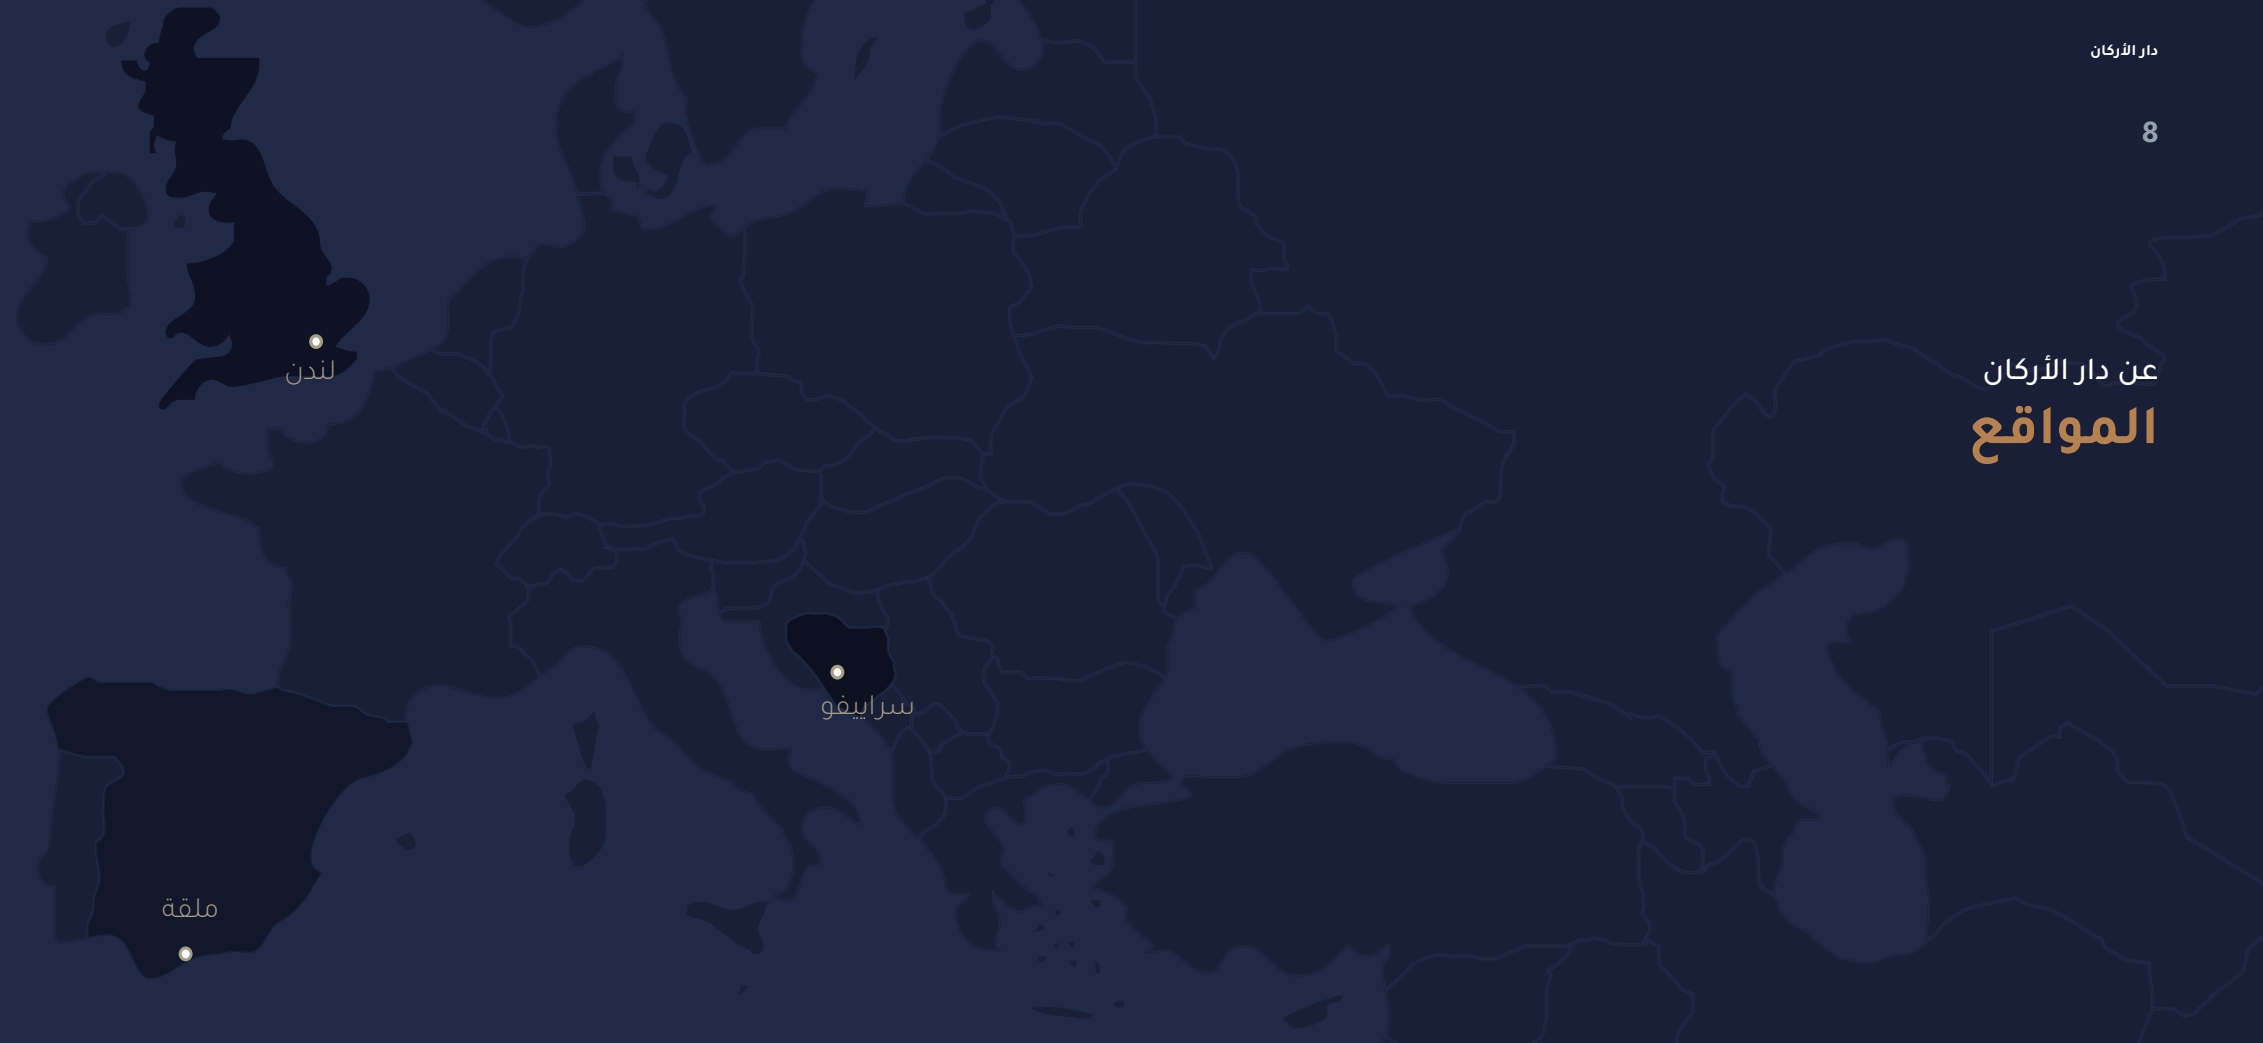 دار الأركان
8
عن دار الأركان
المواقع
لندن
سراييفو
ملقة